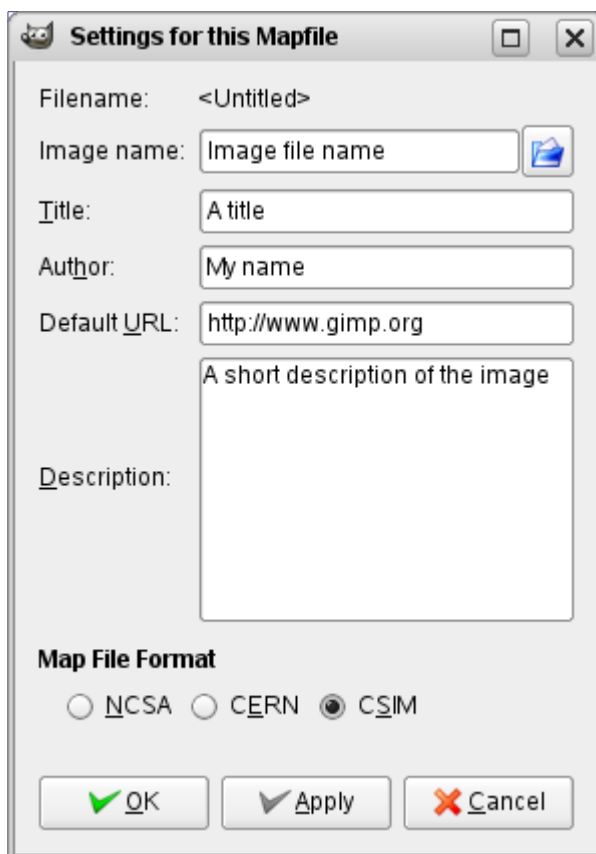 Settings for this Mapfile
Filename: <Untitled>
Image name: Image file name
Title: A title
Author: My name
Default URL: http://www.gimp.org
A short description of the image
Description:
Map File Format
NCSA CERN CSIM
OK Apply Cancel